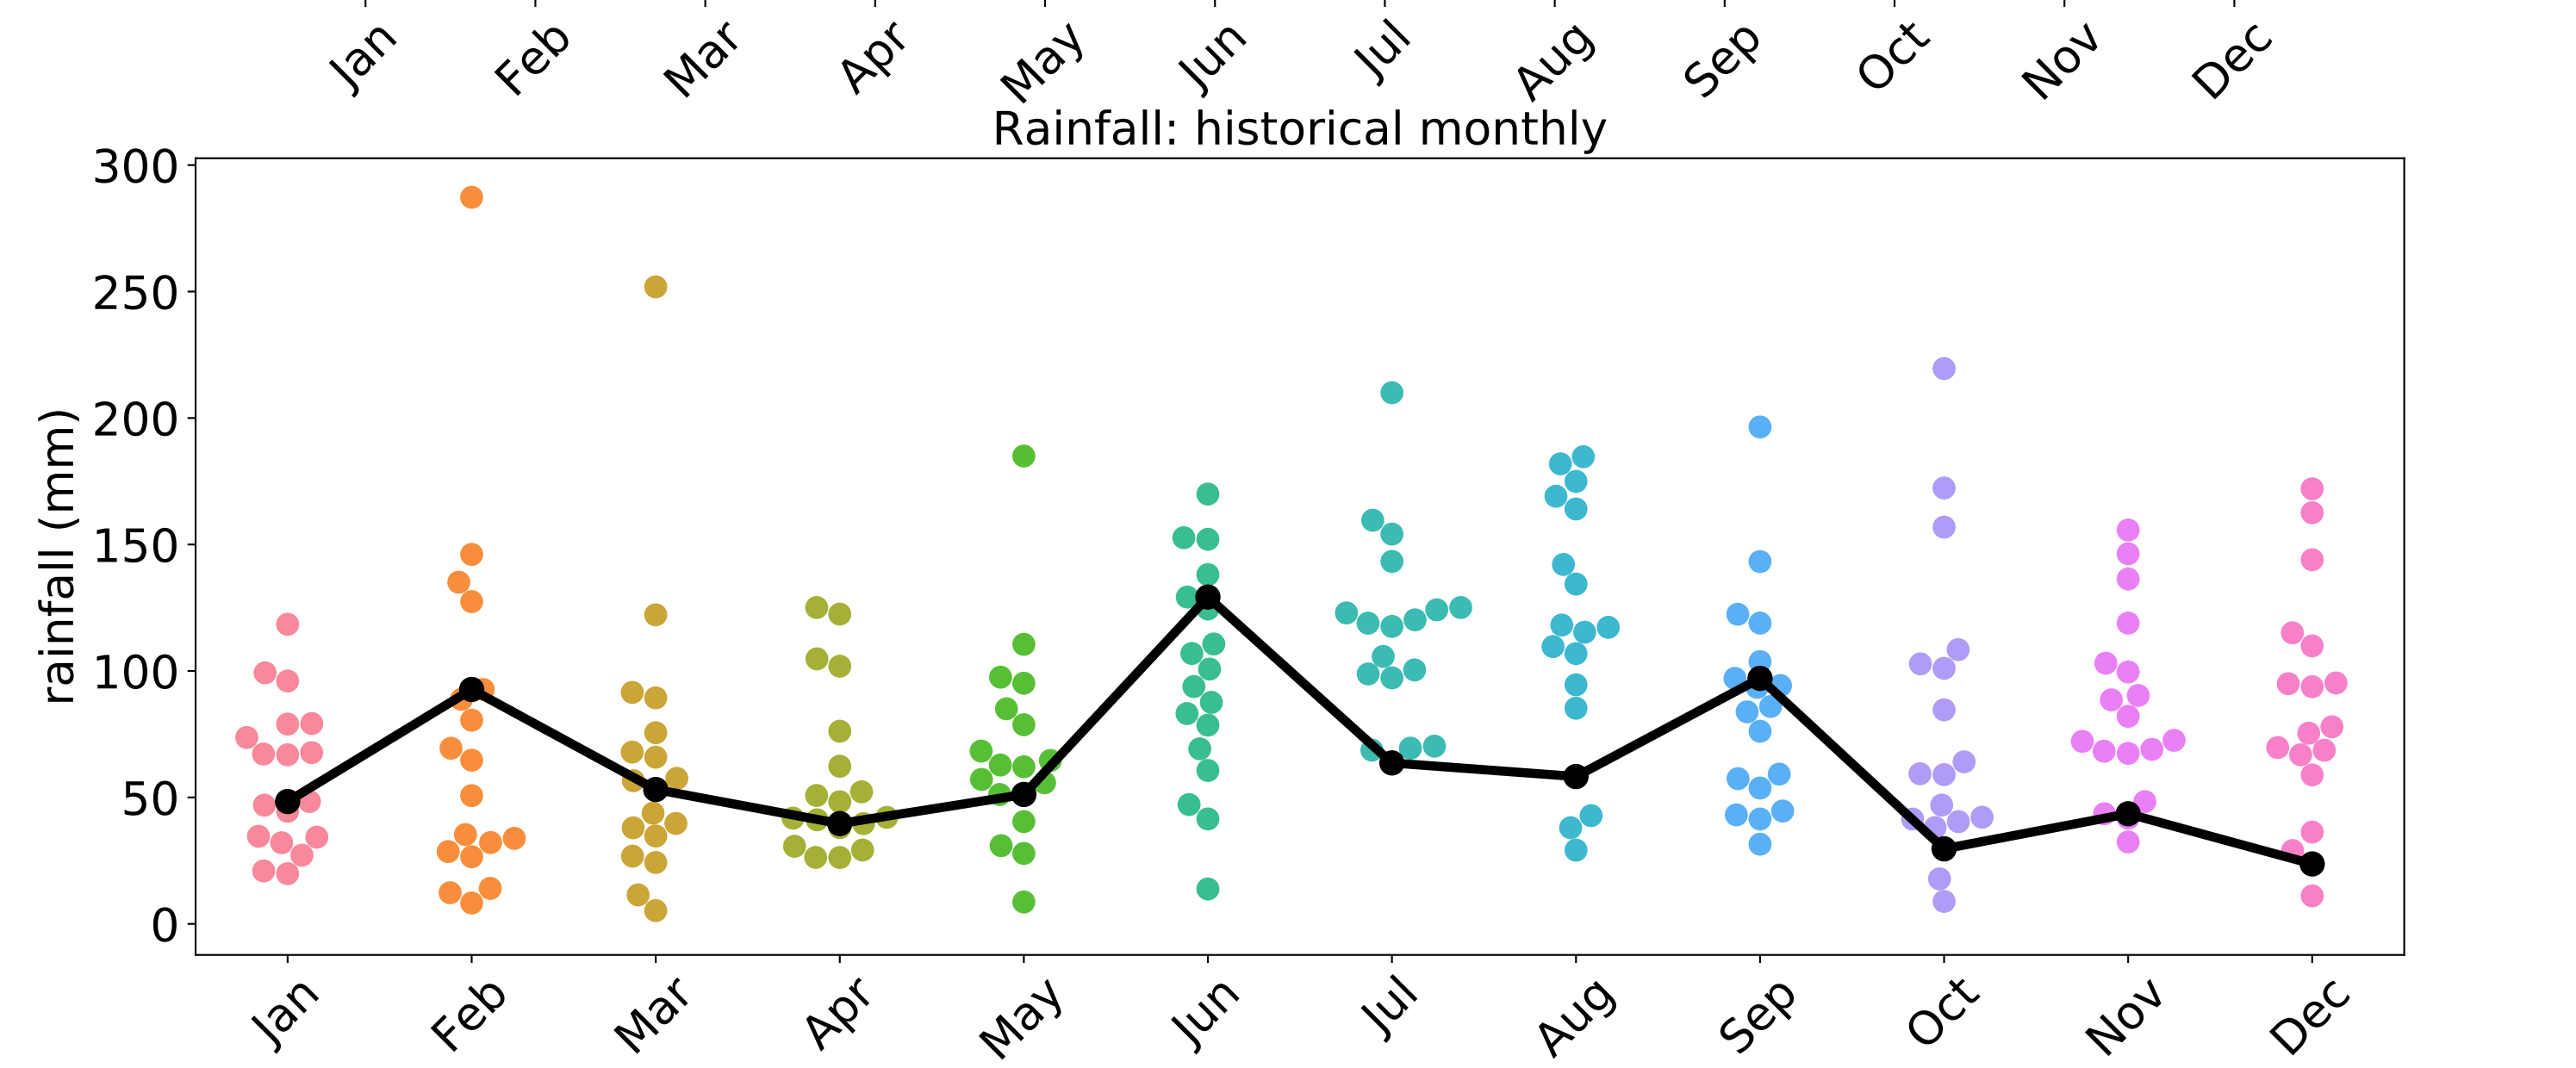 Jan Feb Mar Apr May Jun Jul Aug Sep Oct Nov Dec
Rainfall: historical monthly
300
250
200
150
100
50
0
rainfall (mm)
Jan Feb Mar Apr May Jun Jul Aug Sep Oct Nov Dec